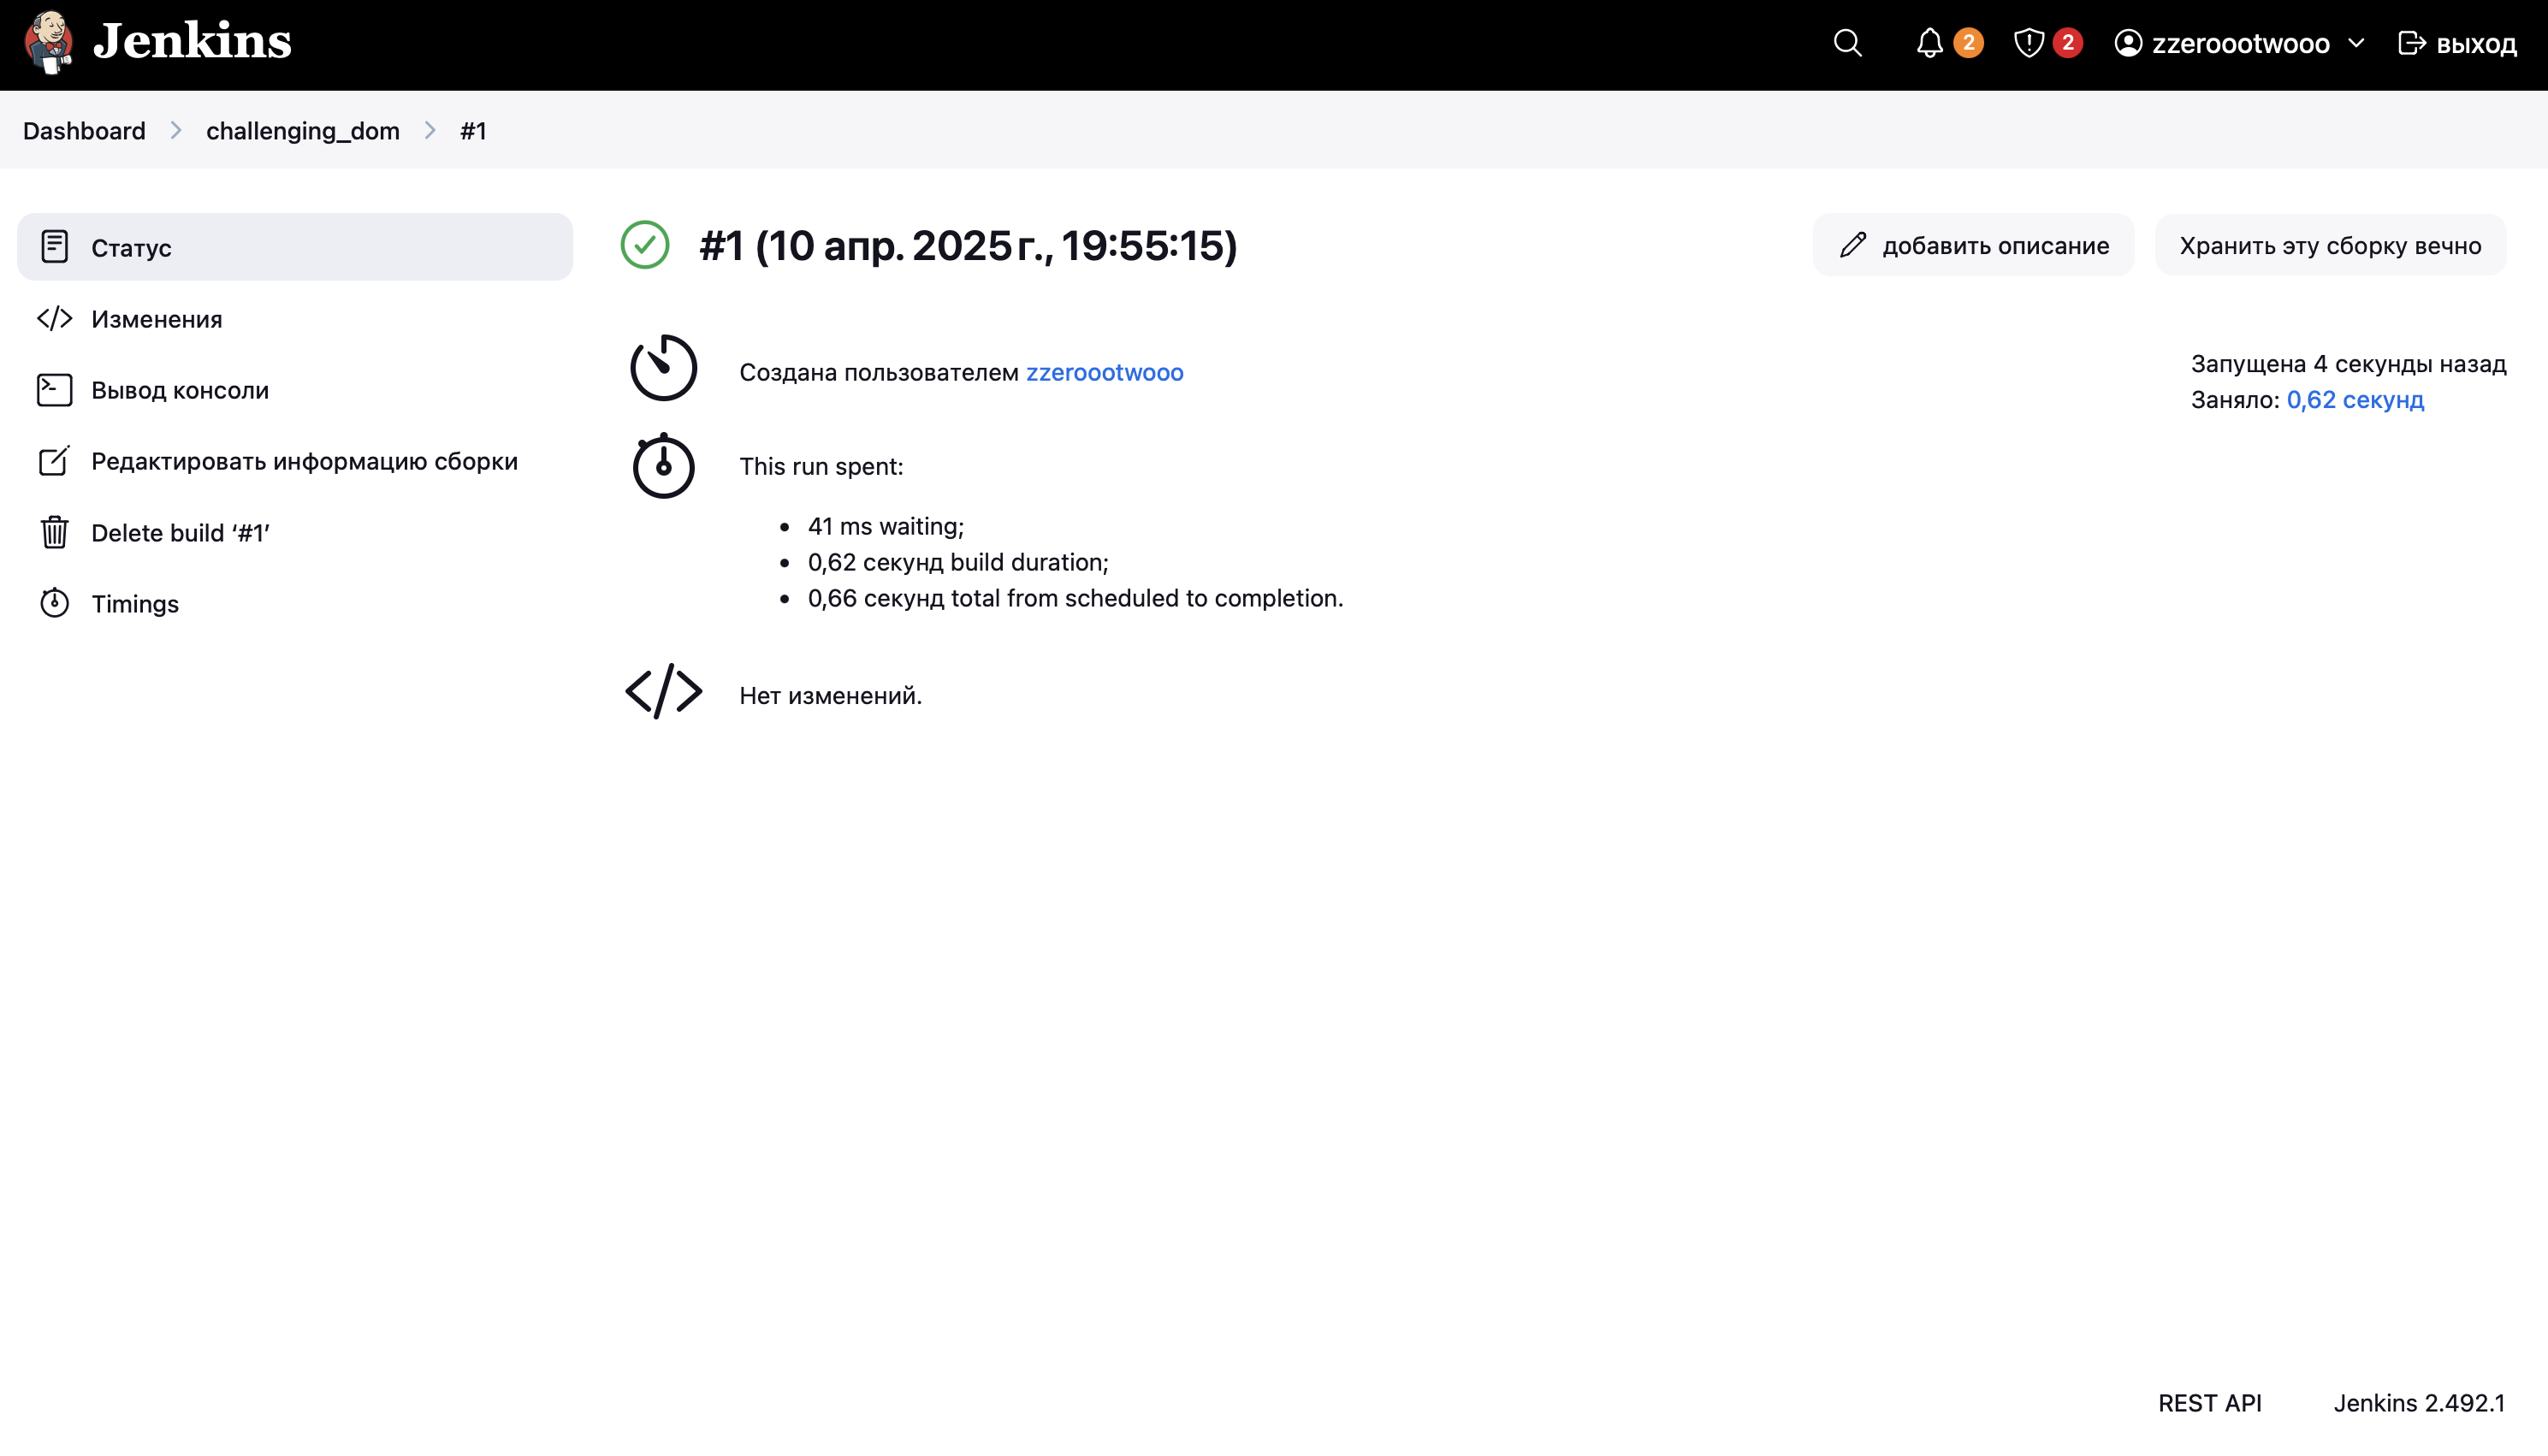 Jenkins
2
2
zzeroootwooo
выход
Dashboard
challenging_dom
#1
Статус
Изменения
Вывод консоли
Редактировать информацию сборки
Delete build ‘#1’
Timings
#1 (10 апр. 2025 г., 19:55:15)
добавить описание
Хранить эту сборку вечно
Создана пользователем zzeroootwooo
Запущена 4 секунды назад
Заняло: 0,62 секунд
This run spent:
41 ms waiting;
0,62 секунд build duration;
0,66 секунд total from scheduled to completion.
Нет изменений.
REST API
Jenkins 2.492.1